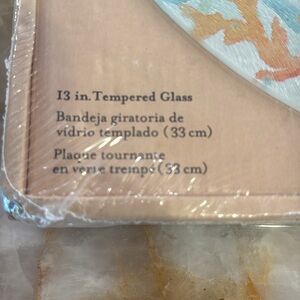 13 in. Tempered Glass
Bandeja giratoria de
vidrio templado (33 cm)
Plaque tournante
en verre trempé (33 cm)